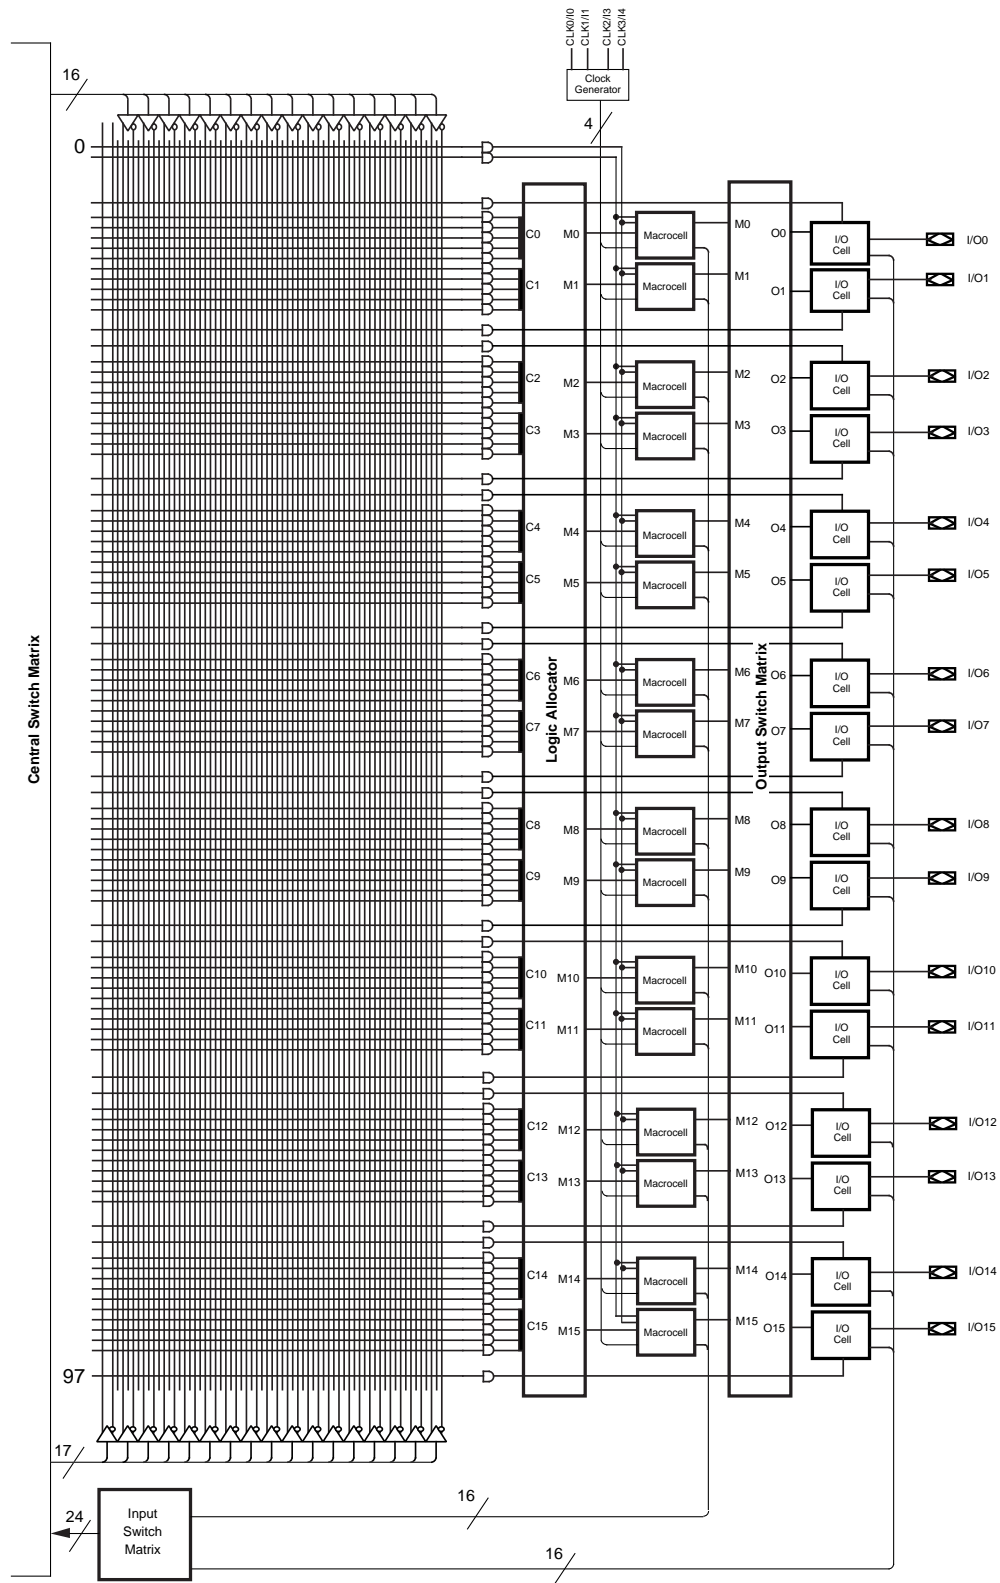 CLK0/I0
CLK1/I1
CLK2/I3
CLK3/I4
Clock
Generator
16
4
0
C0 M0 Macrocell M0 O0 I/O Cell I/O0
C1 M1 Macrocell M1 O1 I/O Cell I/O1
C2 M2 Macrocell M2 O2 I/O Cell I/O2
C3 M3 Macrocell M3 O3 I/O Cell I/O3
C4 M4 Macrocell M4 O4 I/O Cell I/O4
C5 M5 Macrocell M5 O5 I/O Cell I/O5
Central Switch Matrix
Logic Allocator
Output Switch Matrix
C6 M6 Macrocell M6 O6 I/O Cell I/O6
C7 M7 Macrocell M7 O7 I/O Cell I/O7
C8 M8 Macrocell M8 O8 I/O Cell I/O8
C9 M9 Macrocell M9 O9 I/O Cell I/O9
C10 M10 Macrocell M10 O10 I/O Cell I/O10
C11 M11 Macrocell M11 O11 I/O Cell I/O11
C12 M12 Macrocell M12 O12 I/O Cell I/O12
C13 M13 Macrocell M13 O13 I/O Cell I/O13
C14 M14 Macrocell M14 O14 I/O Cell I/O14
C15 M15 Macrocell M15 O15 I/O Cell I/O15
97
17
24
Input
Switch
Matrix
16
16